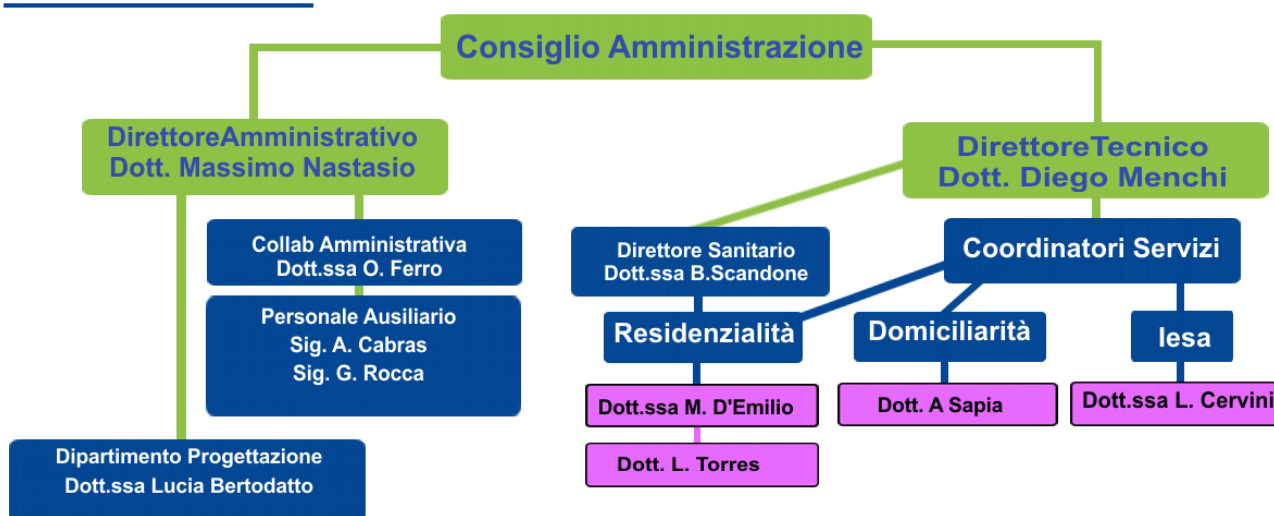 Consiglio Amministrazione
DirettoreAmministrativo
Dott. Massimo Nastasio
DirettoreTecnico
Dott. Diego Menchi
Collab Amministrativa
Dott.ssa O. Ferro
Personale Ausiliario
Sig. A. Cabras
Sig. G. Rocca
Dipartimento Progettazione
Dott.ssa Lucia Bertodatto
Direttore Sanitario
Dott.ssa B.Scandone
Coordinatori Servizi
Residenzialità
Domiciliarità
Iesa
Dott.ssa M. D'Emilio
Dott. A Sapia
Dott.ssa L. Cervini
Dott. L. Torres